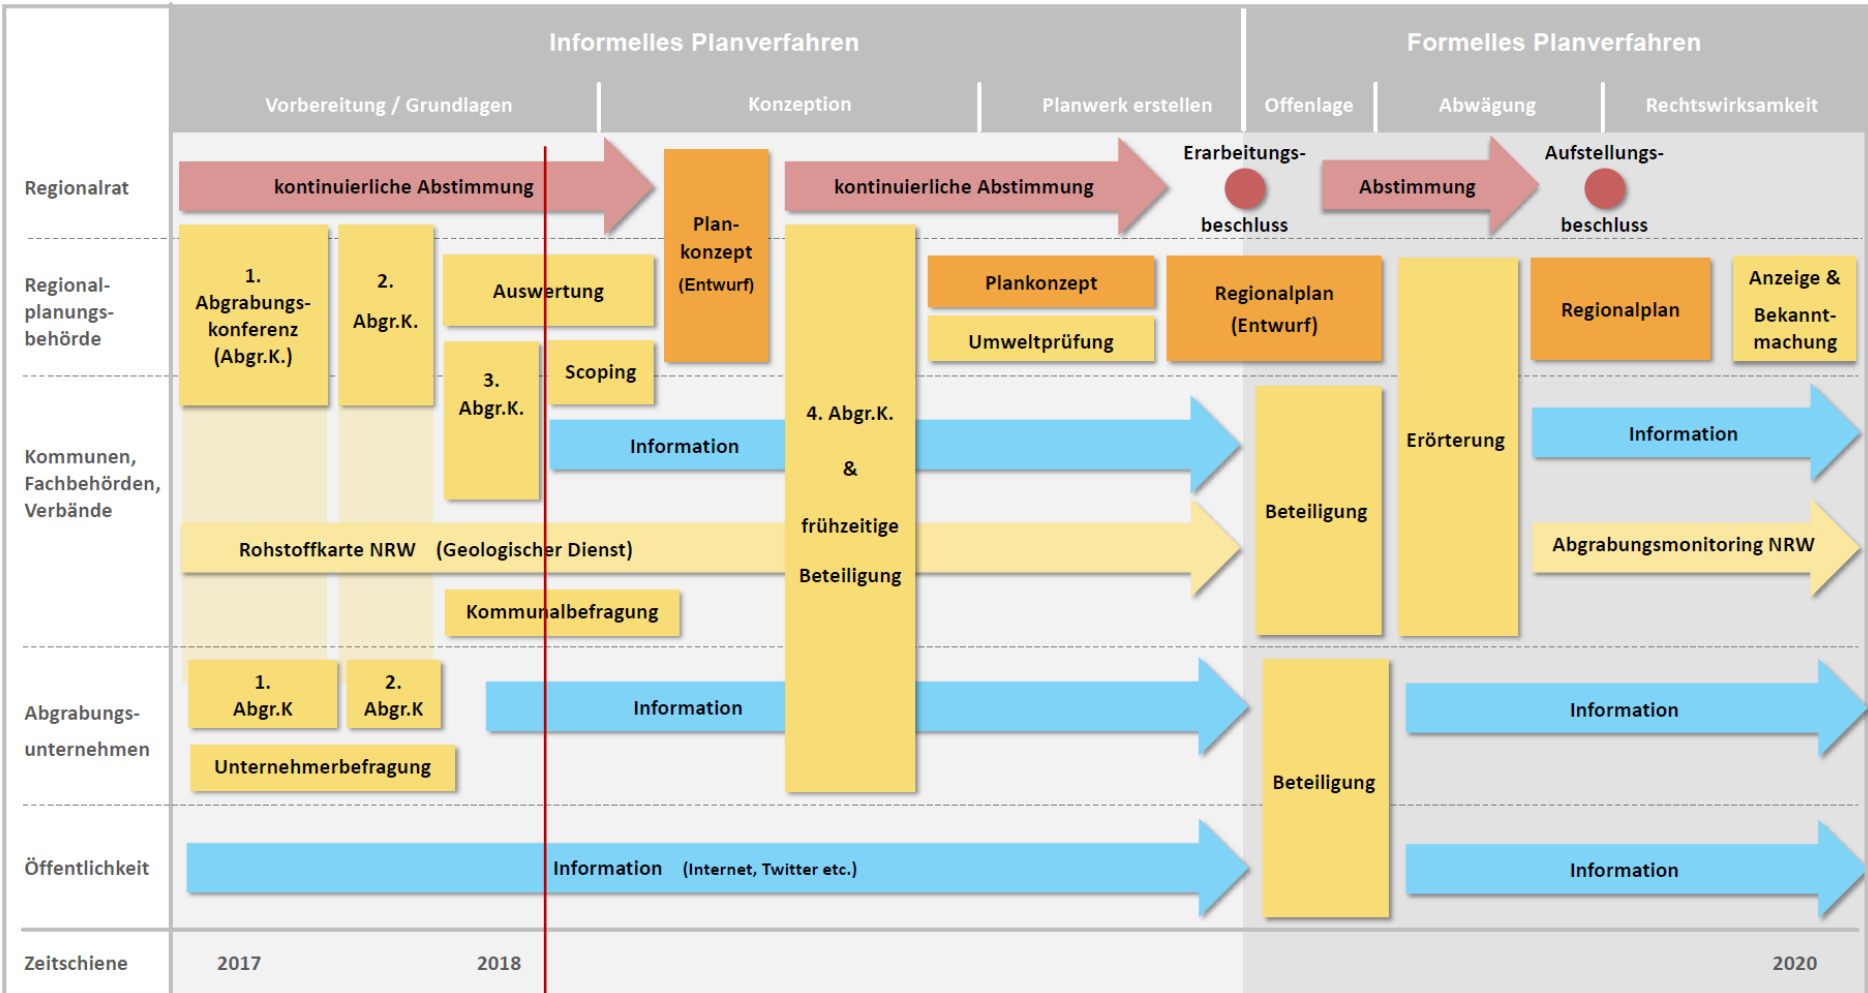 Informelles Planverfahren
Formelles Planverfahren
Vorbereitung / Grundlagen
Konzeption
Planwerk erstellen
Offenlage
Abwägung
Rechtswirksamkeit
Regionalrat
kontinuierliche Abstimmung
Plan-
konzept
(Entwurf)
kontinuierliche Abstimmung
Erarbeitungs-
beschluss
Abstimmung
Aufstellungs-
beschluss
Regional-
planungs-
behörde
1.
Abgrabungs-
konferenz
(Abgr.K.)
2.
Abgr.K.
Auswertung
3.
Abgr.K.
Scoping
Plankonzept
Umweltprüfung
Regionalplan
(Entwurf)
Regionalplan
Anzeige &
Bekannt-
machung
Kommunen,
Fachbehörden,
Verbände
Information
4. Abgr.K.
&
frühzeitige
Beteiligung
Beteiligung
Erörterung
Information
Rohstoffkarte NRW (Geologischer Dienst)
Abgrabungsmonitoring NRW
Kommunalbefragung
Abgrabungs-
unternehmen
1.
Abgr.K
2.
Abgr.K
Information
Unternehmerbefragung
Beteiligung
Information
Öffentlichkeit
Information (Internet, Twitter etc.)
Information
Zeitschiene
2017
2018
2020